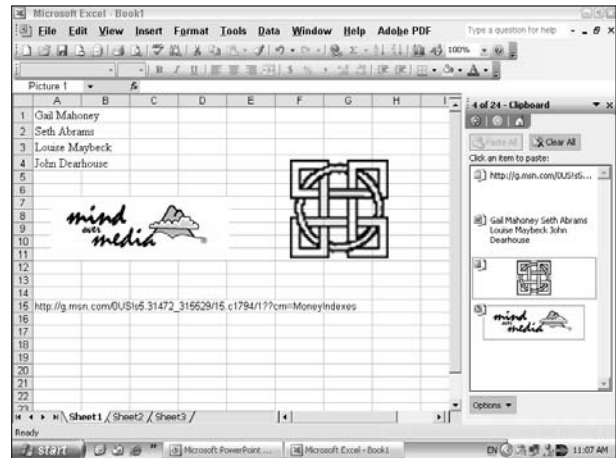 Microsoft Excel - Book1
File Edit View Insert Format Tools Data Window Help Adobe PDF
Type a question for help
100%
Picture 1 fx
A B C D E F G H I
1 Gail Mahoney
2 Seth Abrams
3 Louise Maybeck
4 John Dearhouse
5
6
7
8
9
10
11
mind
over
media
12
13
14
15 http://g.msn.com/0US!s5.31472_315529/15.c1794/1??cm=MoneyIndexes
16
17
18
19
20
21
22
23
Sheet1 / Sheet2 / Sheet3
Ready
4 of 24 - Clipboard
Paste All Clear All
Click an item to paste:
http://g.msn.com/0US!s5...
Gail Mahoney Seth Abrams
Louise Maybeck John
Dearhouse
mind
over
media
Options
start
Microsoft PowerPoint ...
Microsoft Excel - Book1
EN
11:07 AM